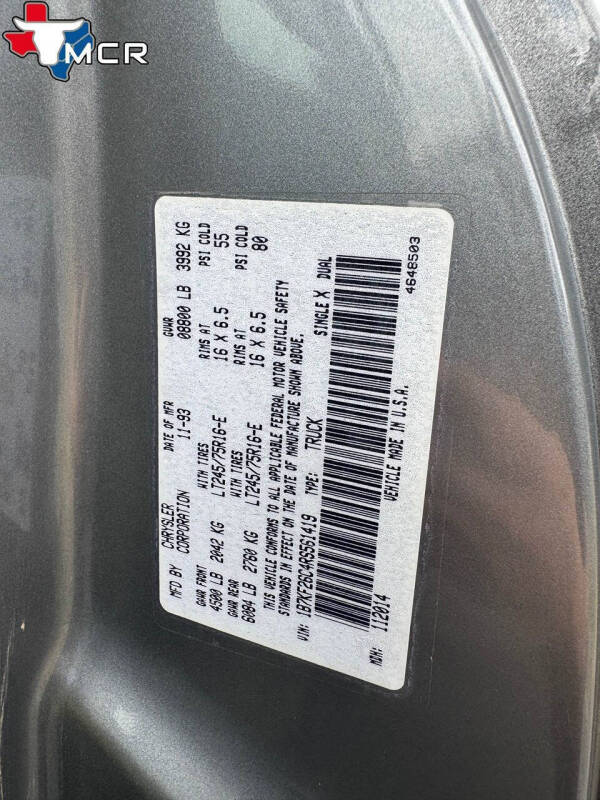 TMCR
MFD BY CHRYSLER CORPORATION DATE OF MFR 11-93 GVWR 08800 LB 3992 KG
GAWR FRONT WITH TIRES RIMS AT PSI COLD
4500 LB 2042 KG LT245/75R16-E 16 X 6.5 55
GAWR REAR WITH TIRES RIMS AT PSI COLD
6084 LB 2760 KG LT245/75R16-E 16 X 6.5 80
THIS VEHICLE CONFORMS TO ALL APPLICABLE FEDERAL MOTOR VEHICLE SAFETY
STANDARDS IN EFFECT ON THE DATE OF MANUFACTURE SHOWN ABOVE.
VIN: 1B7KF26C4RS561419 TYPE: TRUCK SINGLE X DUAL
MDH: 112014 VEHICLE MADE IN U.S.A. 4648503